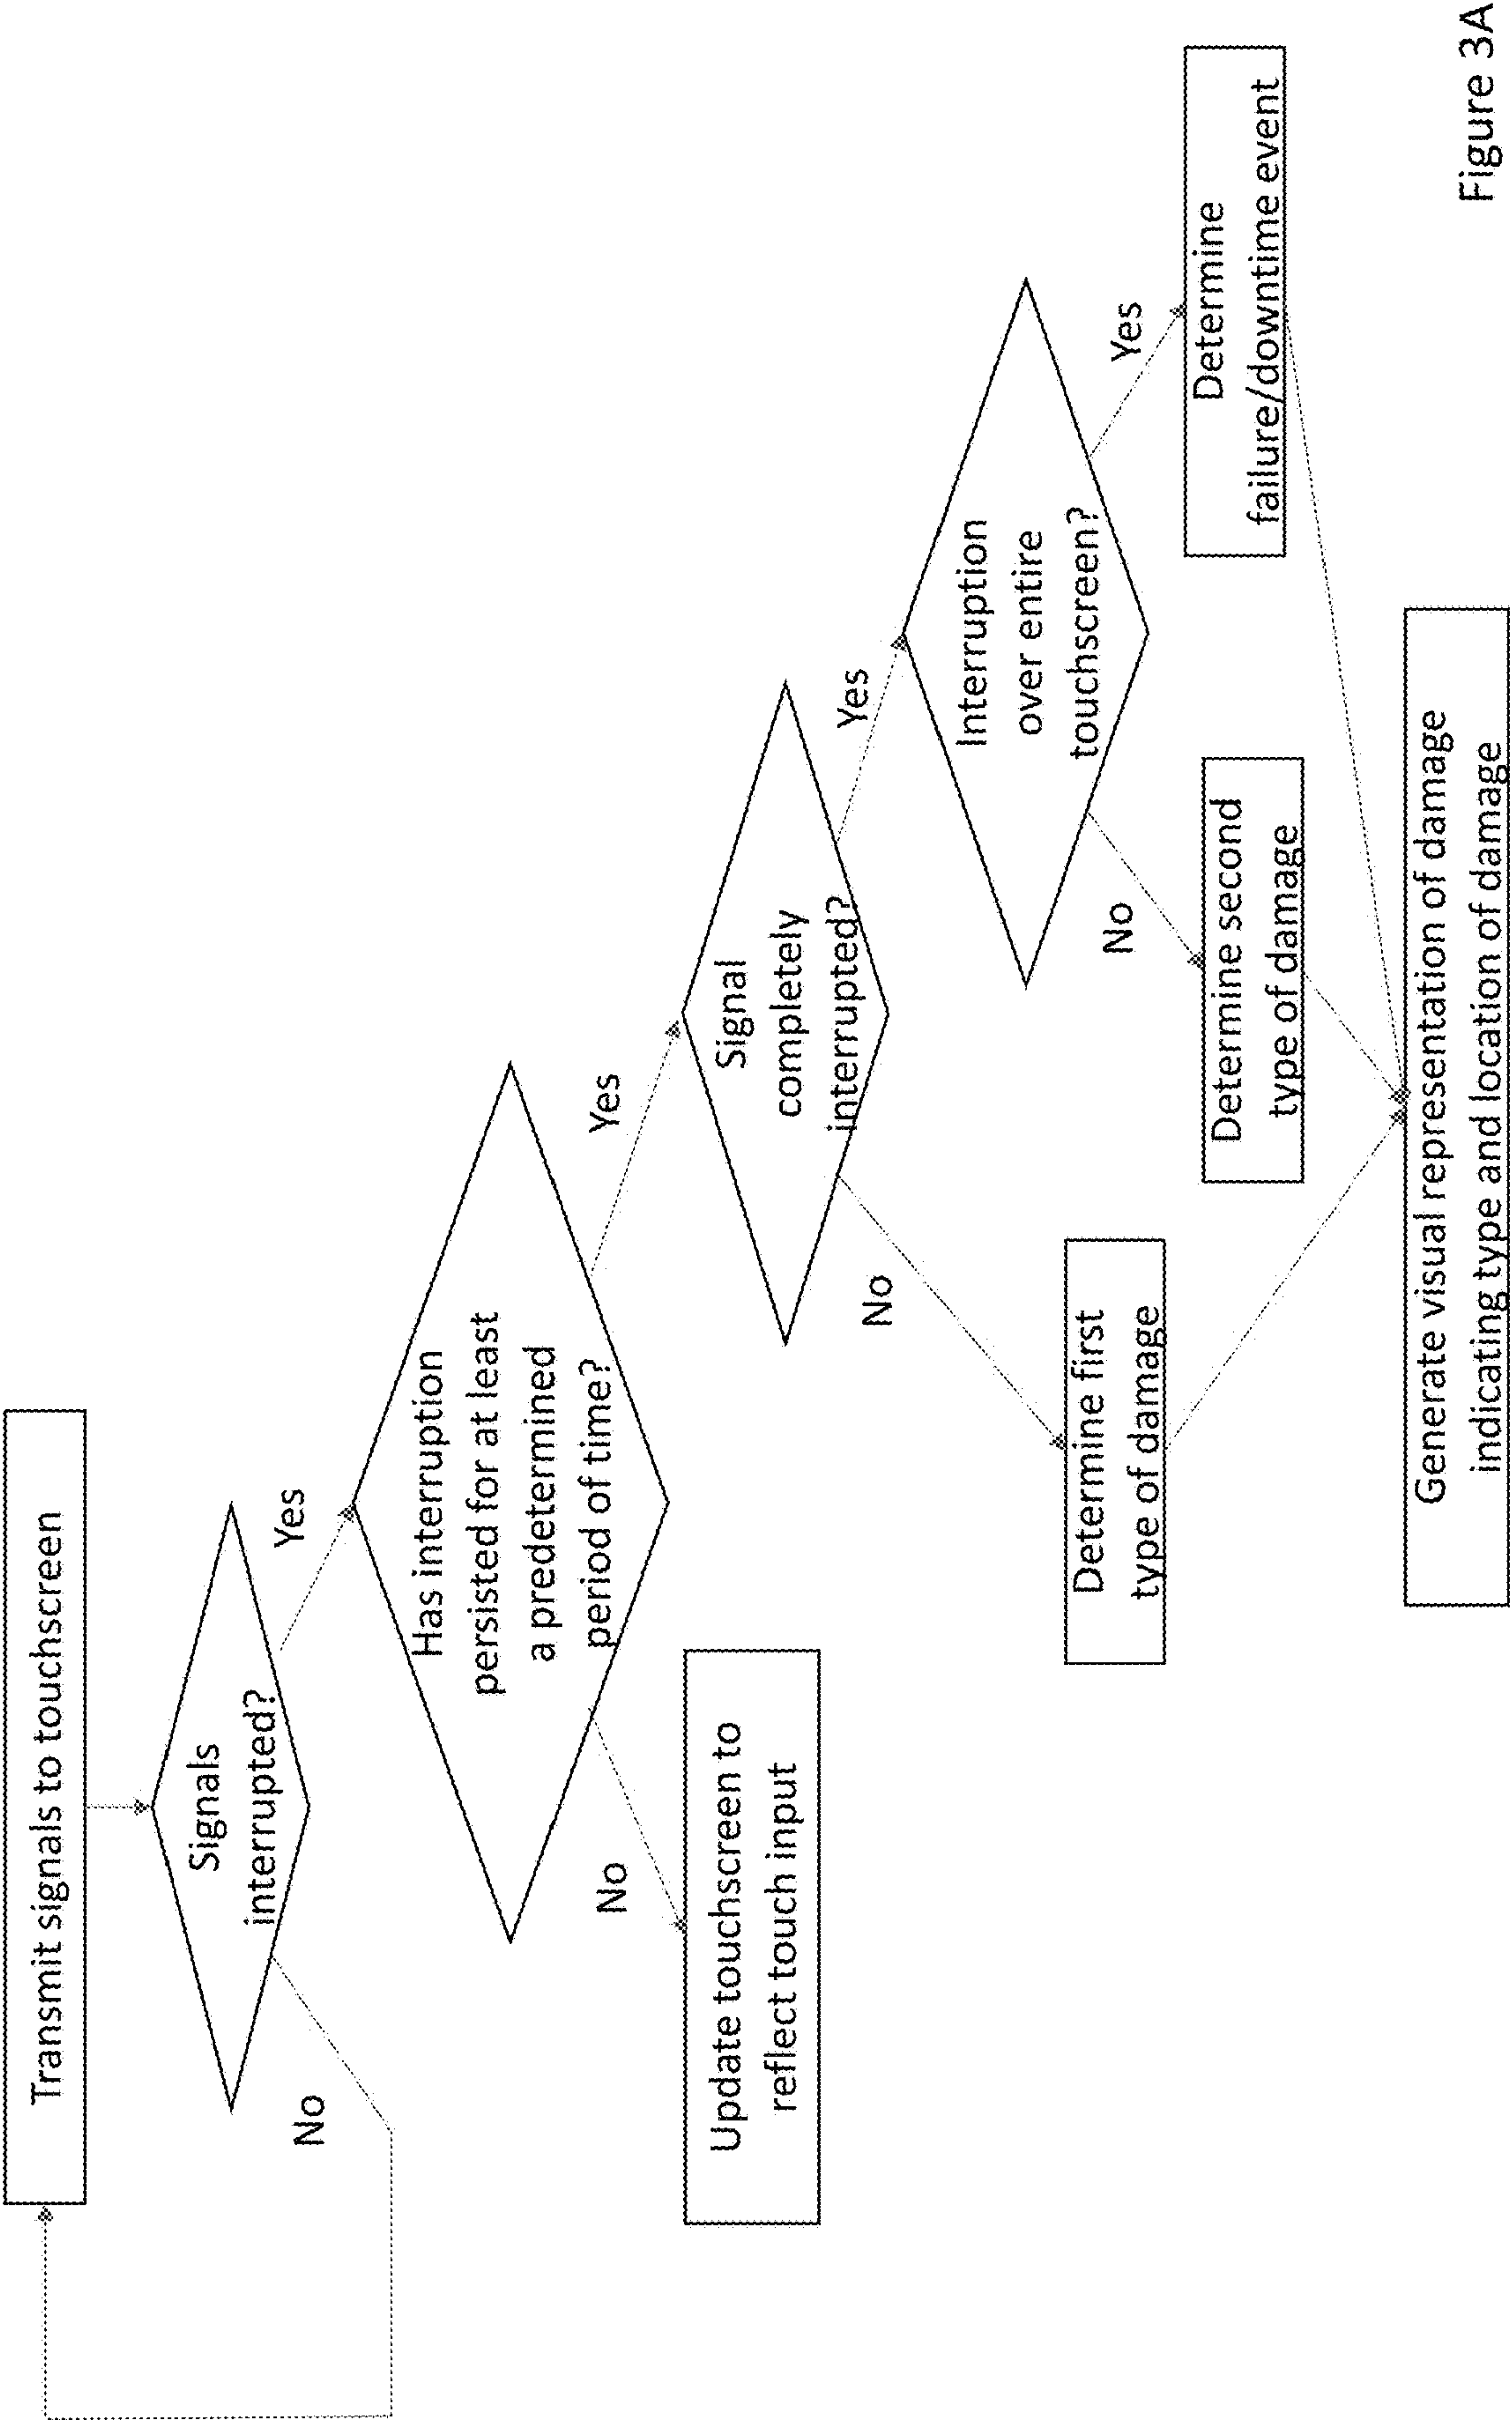 Transmit signals to touchscreen
Signals
interrupted?
No
Yes
Has interruption
persisted for at least
a predetermined
period of time?
No
Yes
Update touchscreen to
reflect touch input
Signal
completely
interrupted?
No
Yes
Interruption
over entire
touchscreen?
No
Yes
Determine first
type of damage
Determine second
type of damage
Determine
failure/downtime event
Generate visual representation of damage
indicating type and location of damage
Figure 3A